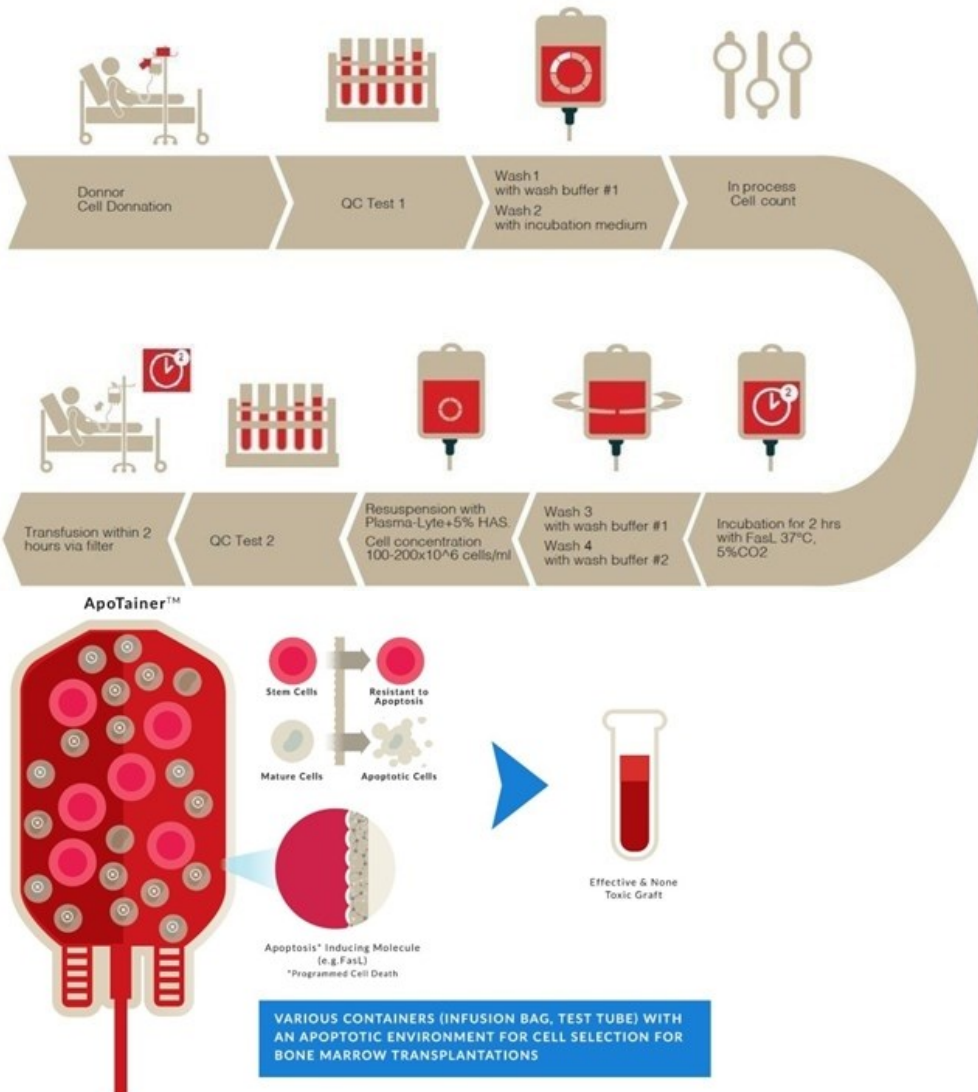 Donnor
Cell Donnation
QC Test 1
Wash 1
with wash buffer #1
Wash 2
with incubation medium
In process
Cell count
2
2
Transfusion within 2
hours via filter
QC Test 2
Resuspension with
Plasma-Lyte+5% HAS.
Cell concentration
100-200x10^6 cells/ml
Wash 3
with wash buffer #1
Wash 4
with wash buffer #2
Incubation for 2 hrs
with FasL 37°C,
5%CO2
ApoTainer™
Stem Cells
Resistant to
Apoptosis
Mature Cells
Apoptotic Cells
Apoptosis* Inducing Molecule
(e.g.FasL)
*Programmed Cell Death
Effective & None
Toxic Graft
VARIOUS CONTAINERS (INFUSION BAG, TEST TUBE) WITH
AN APOPTOTIC ENVIRONMENT FOR CELL SELECTION FOR
BONE MARROW TRANSPLANTATIONS